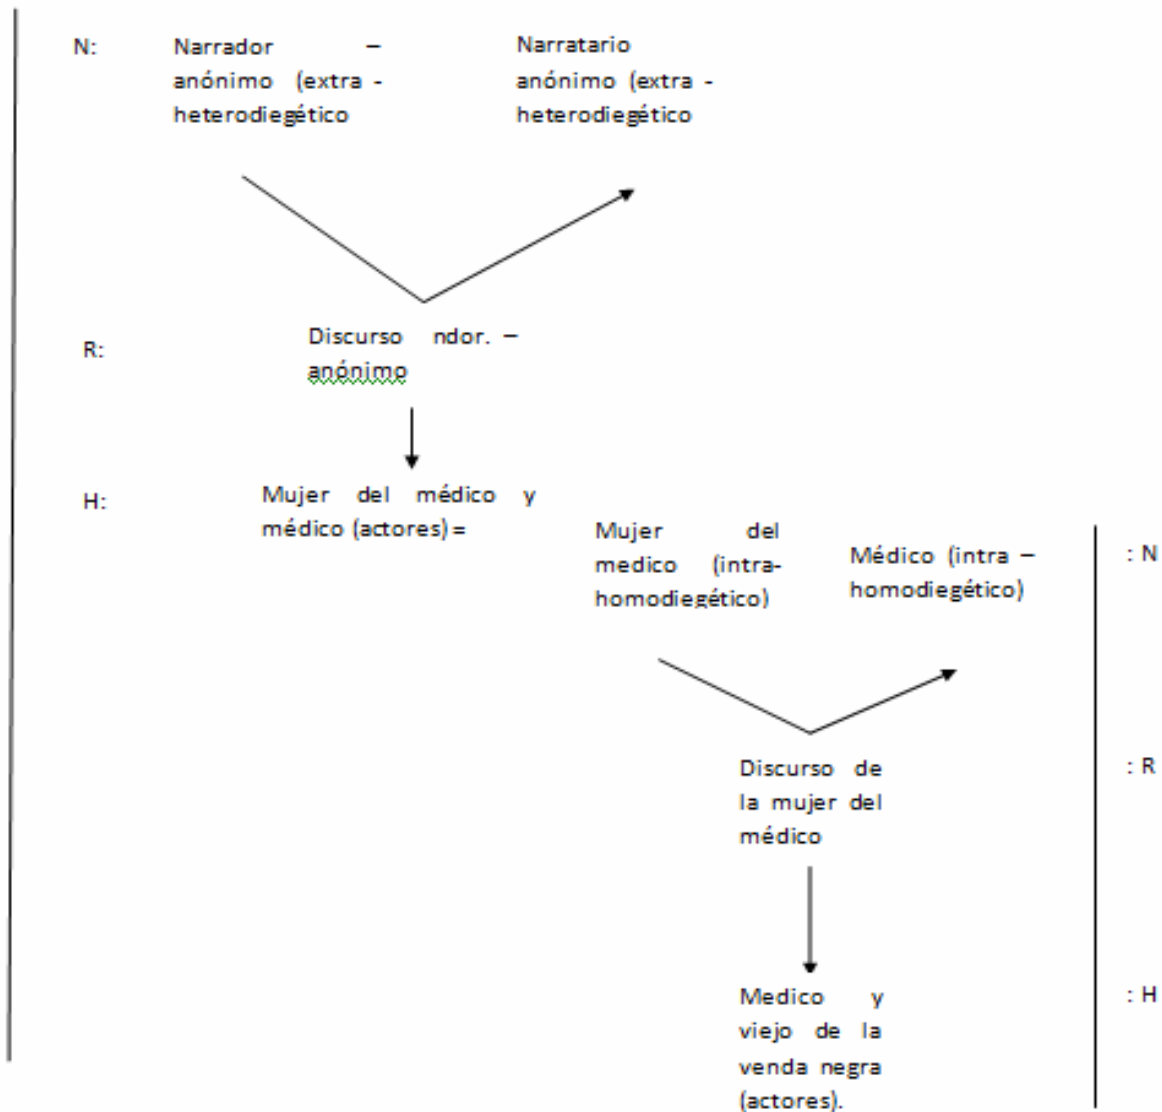 N:
Narrador –
anónimo (extra -
heterodiegético
Narratario
anónimo (extra -
heterodiegético
R:
Discurso ndor. –
anónimo
H:
Mujer del médico y
médico (actores) =
Mujer del
medico (intra-
homodiegético)
Médico (intra –
homodiegético)
: N
Discurso de
la mujer del
médico
: R
Medico y
viejo de la
venda negra
(actores).
: H